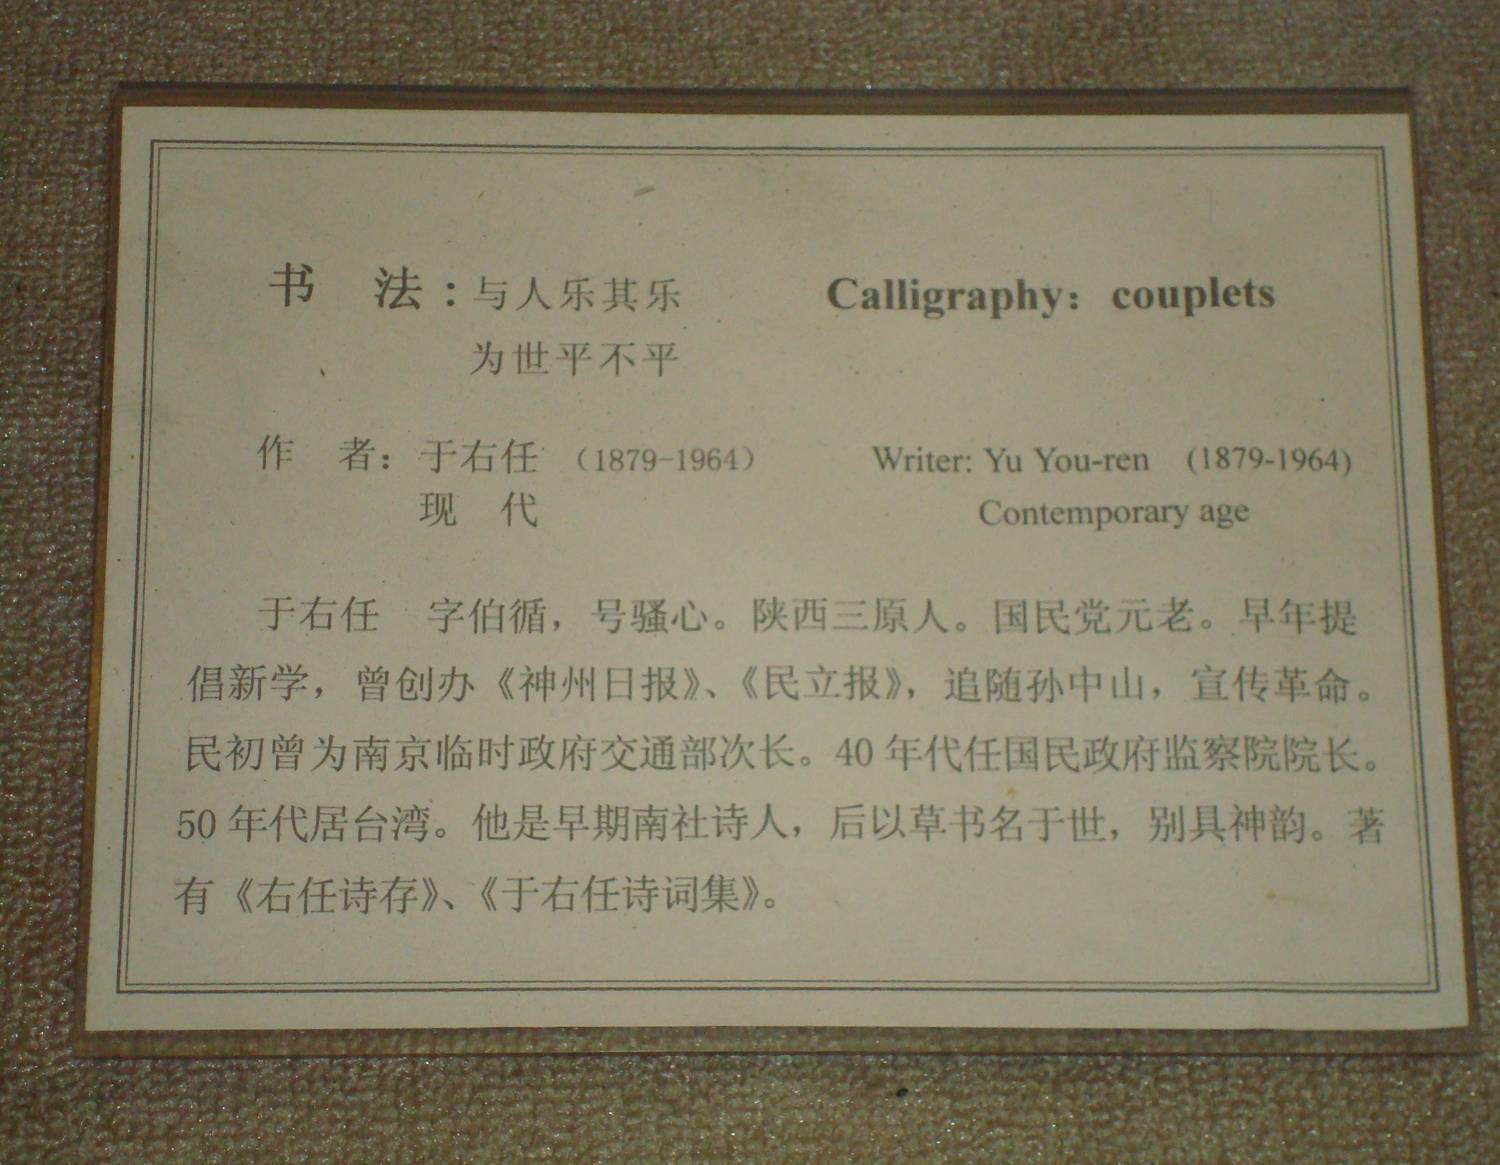 书　法：与人乐其乐　Calligraphy: couplets
为世平不平
作　者：于右任（1879-1964）　Writer: Yu You-ren (1879-1964)
现　代　Contemporary age
于右任　字伯循，号骚心。陕西三原人。国民党元老。早年提
倡新学，曾创办《神州日报》、《民立报》，追随孙中山，宣传革命。
民初曾为南京临时政府交通部次长。40 年代任国民政府监察院院长。
50 年代居台湾。他是早期南社诗人，后以草书名于世，别具神韵。著
有《右任诗存》、《于右任诗词集》。